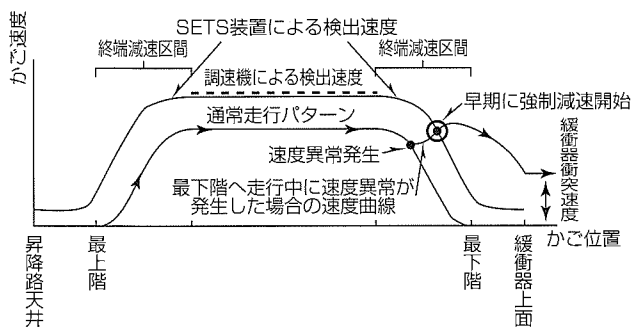 かご速度
SETS装置による検出速度
終端減速区間
終端減速区間
調速機による検出速度
通常走行パターン
早期に強制減速開始
速度異常発生
最下階へ走行中に速度異常が
発生した場合の速度曲線
緩衝器衝突速度
かご位置
昇降路天井
最上階
最下階
緩衝器上面